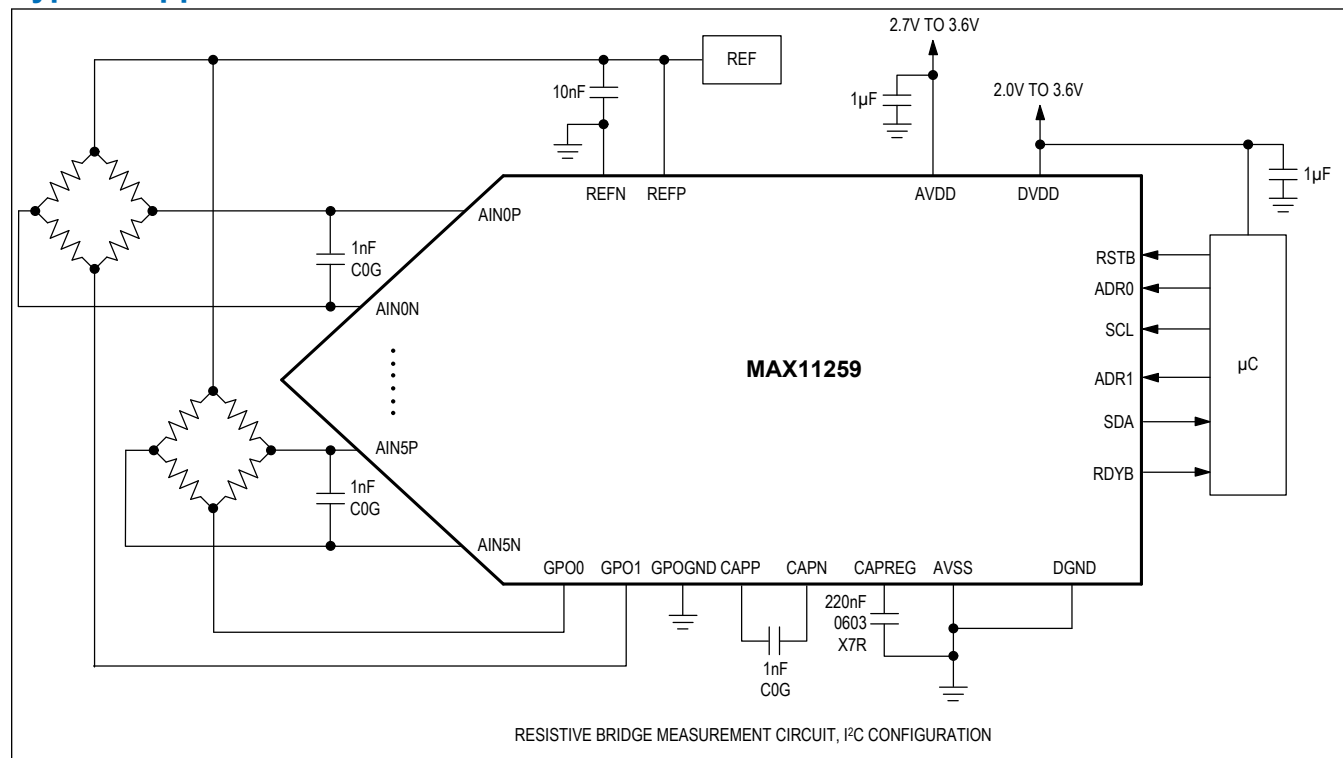 REF
2.7V TO 3.6V
10nF
1µF
2.0V TO 3.6V
1µF
REFN
REFP
AVDD
DVDD
AIN0P
1nF
C0G
AIN0N
RSTB
ADR0
SCL
MAX11259
µC
ADR1
SDA
AIN5P
RDYB
1nF
C0G
AIN5N
GPO0
GPO1
GPOGND
CAPP
CAPN
CAPREG
AVSS
DGND
220nF
0603
X7R
1nF
C0G
RESISTIVE BRIDGE MEASUREMENT CIRCUIT, I²C CONFIGURATION